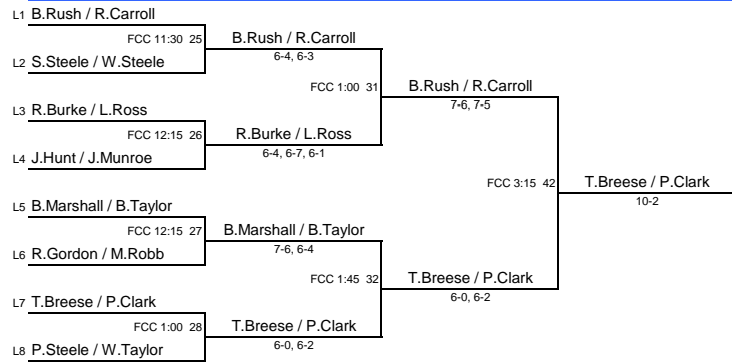 L1 B.Rush / R.Carroll
FCC 11:30 25
L2 S.Steele / W.Steele
B.Rush / R.Carroll
6-4, 6-3
FCC 1:00 31
L3 R.Burke / L.Ross
FCC 12:15 26
L4 J.Hunt / J.Munroe
R.Burke / L.Ross
6-4, 6-7, 6-1
B.Rush / R.Carroll
7-6, 7-5
FCC 3:15 42
T.Breese / P.Clark
10-2
L5 B.Marshall / B.Taylor
FCC 12:15 27
L6 R.Gordon / M.Robb
B.Marshall / B.Taylor
7-6, 6-4
FCC 1:45 32
L7 T.Breese / P.Clark
FCC 1:00 28
L8 P.Steele / W.Taylor
T.Breese / P.Clark
6-0, 6-2
T.Breese / P.Clark
6-0, 6-2